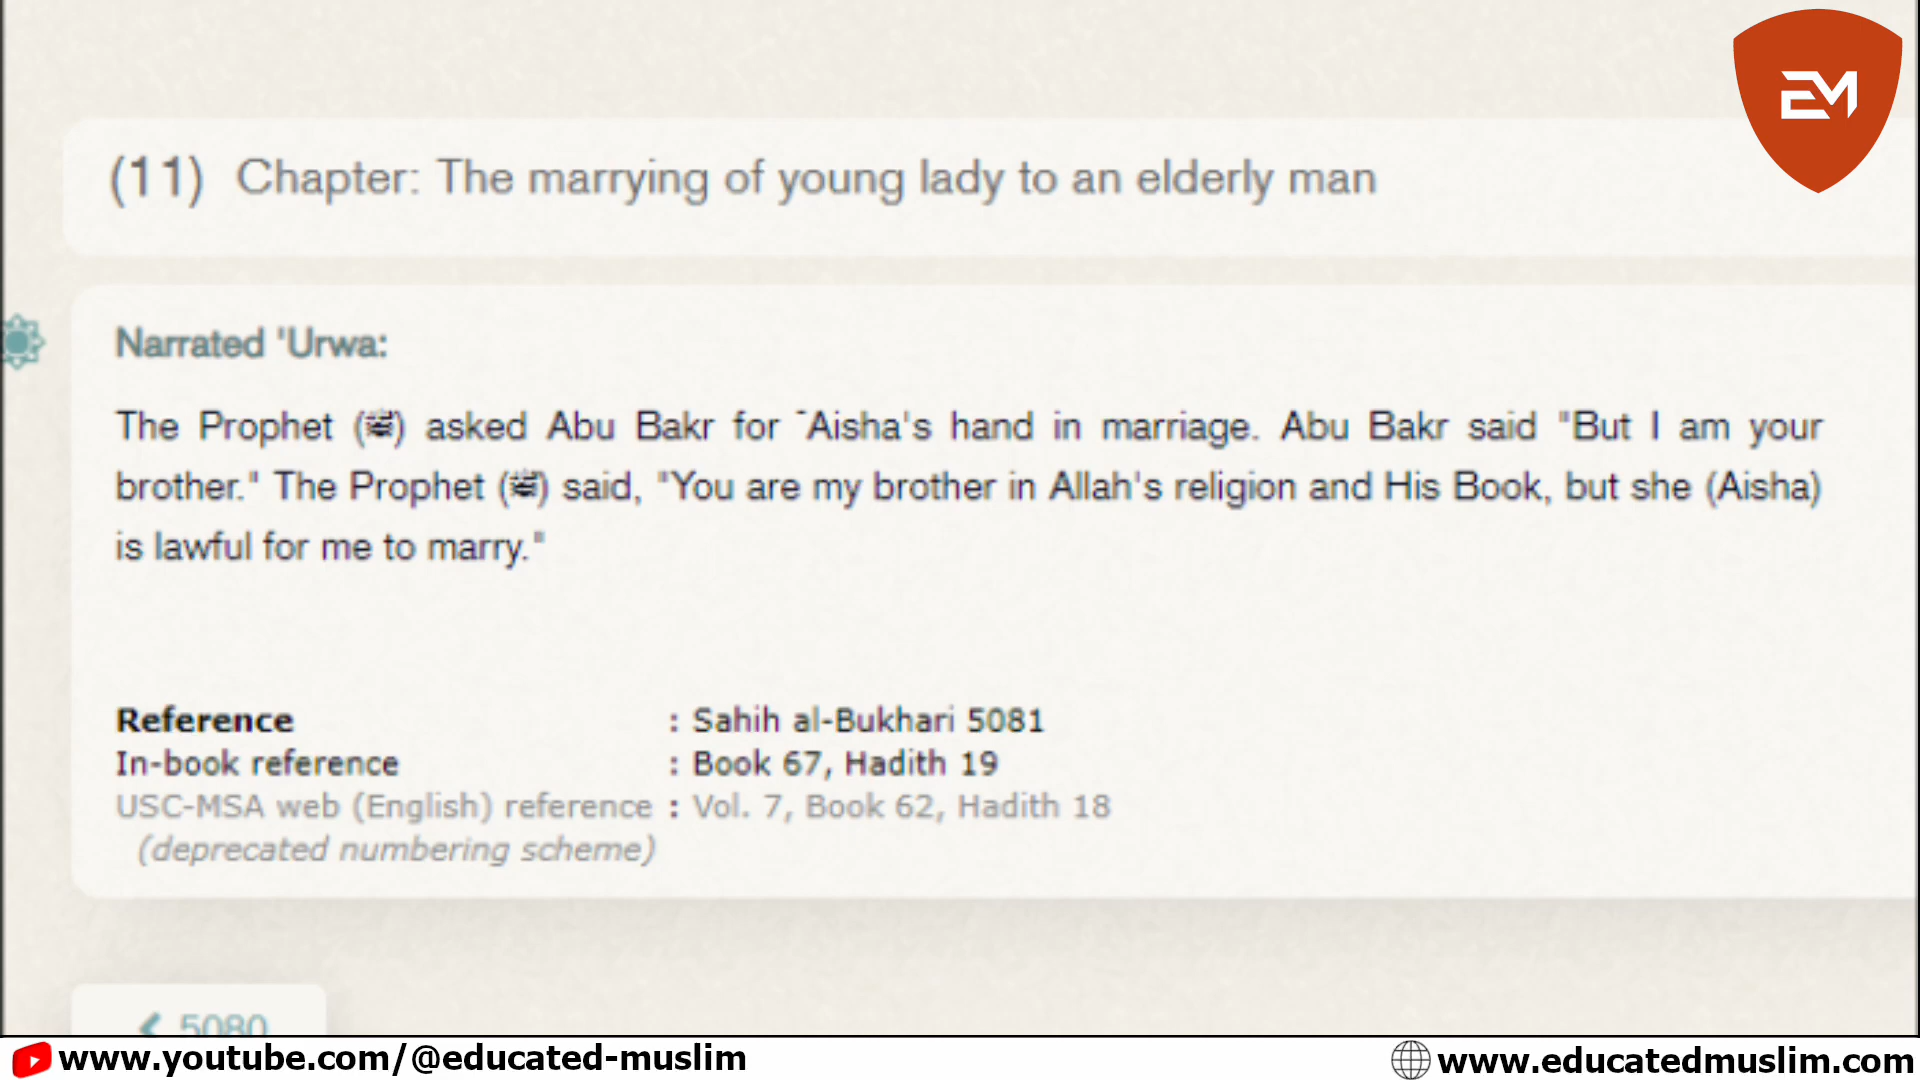 EM
(11) Chapter: The marrying of young lady to an elderly man
Narrated 'Urwa:
The Prophet (ﷺ) asked Abu Bakr for ˉAisha's hand in marriage. Abu Bakr said "But I am your
brother." The Prophet (ﷺ) said, "You are my brother in Allah's religion and His Book, but she (Aisha)
is lawful for me to marry."
Reference : Sahih al-Bukhari 5081
In-book reference : Book 67, Hadith 19
USC-MSA web (English) reference : Vol. 7, Book 62, Hadith 18
(deprecated numbering scheme)
5080
www.youtube.com/@educated-muslim
www.educatedmuslim.com